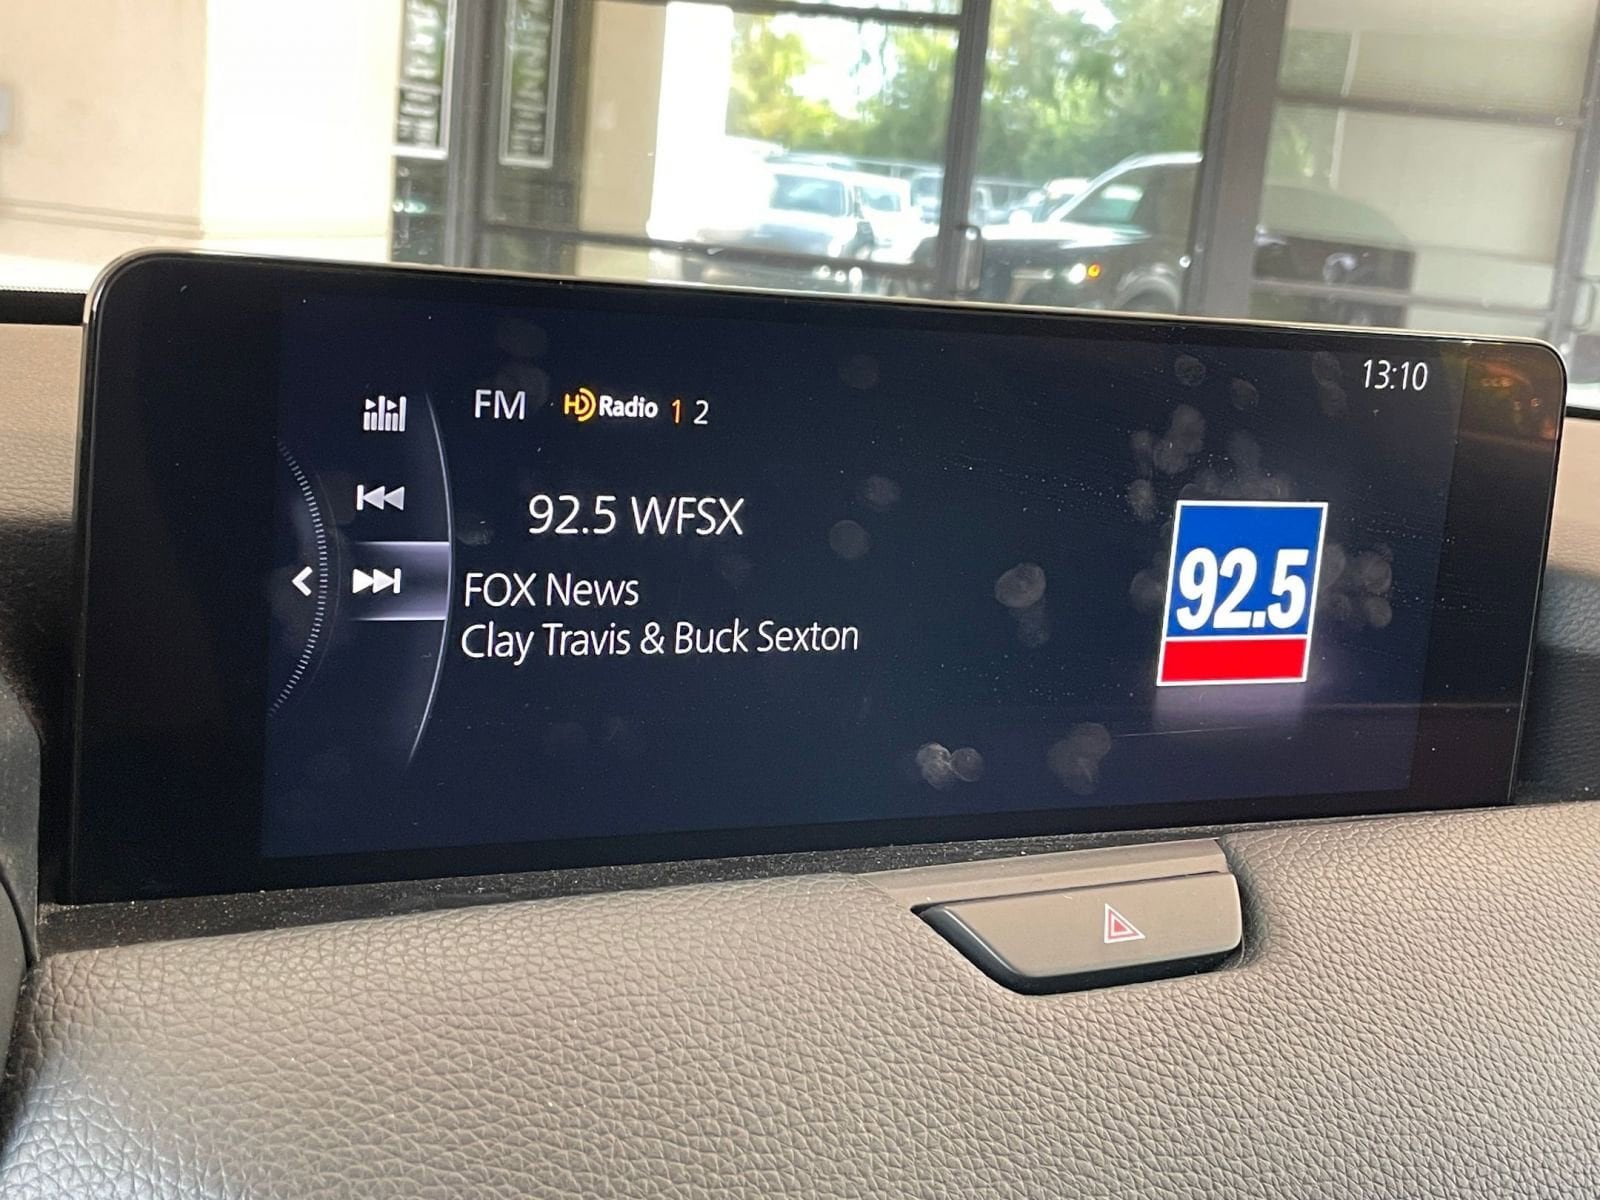 13:10
FM HD Radio 1 2
92.5 WFSX
FOX News
Clay Travis & Buck Sexton
92.5